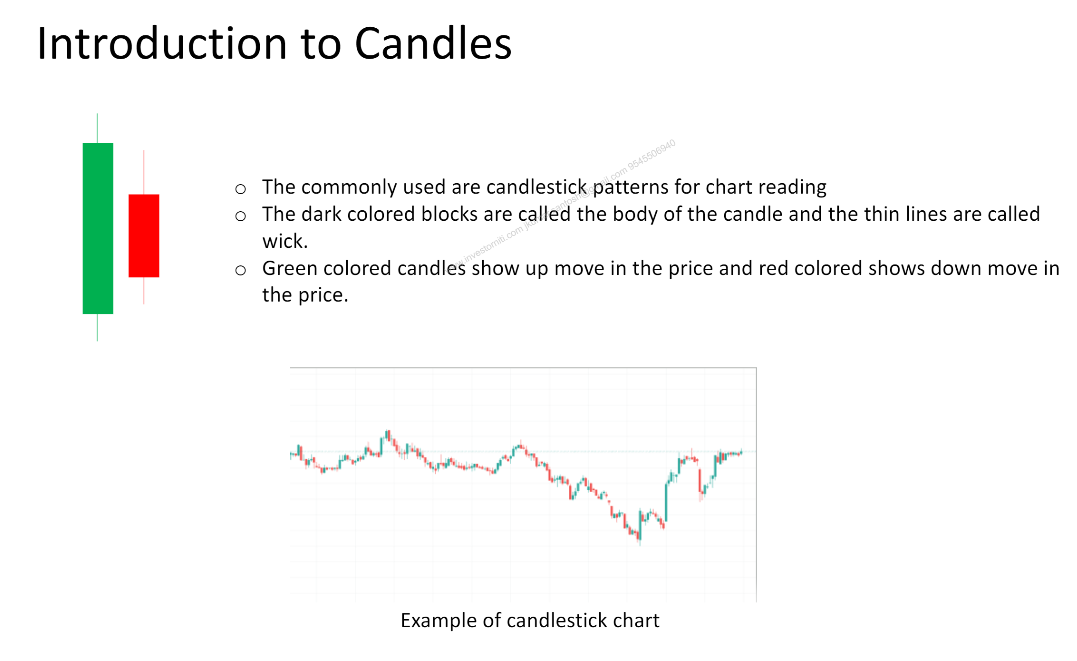 Introduction to Candles
o The commonly used are candlestick patterns for chart reading
o The dark colored blocks are called the body of the candle and the thin lines are called
wick.
o Green colored candles show up move in the price and red colored shows down move in
the price.
9545506940
Example of candlestick chart